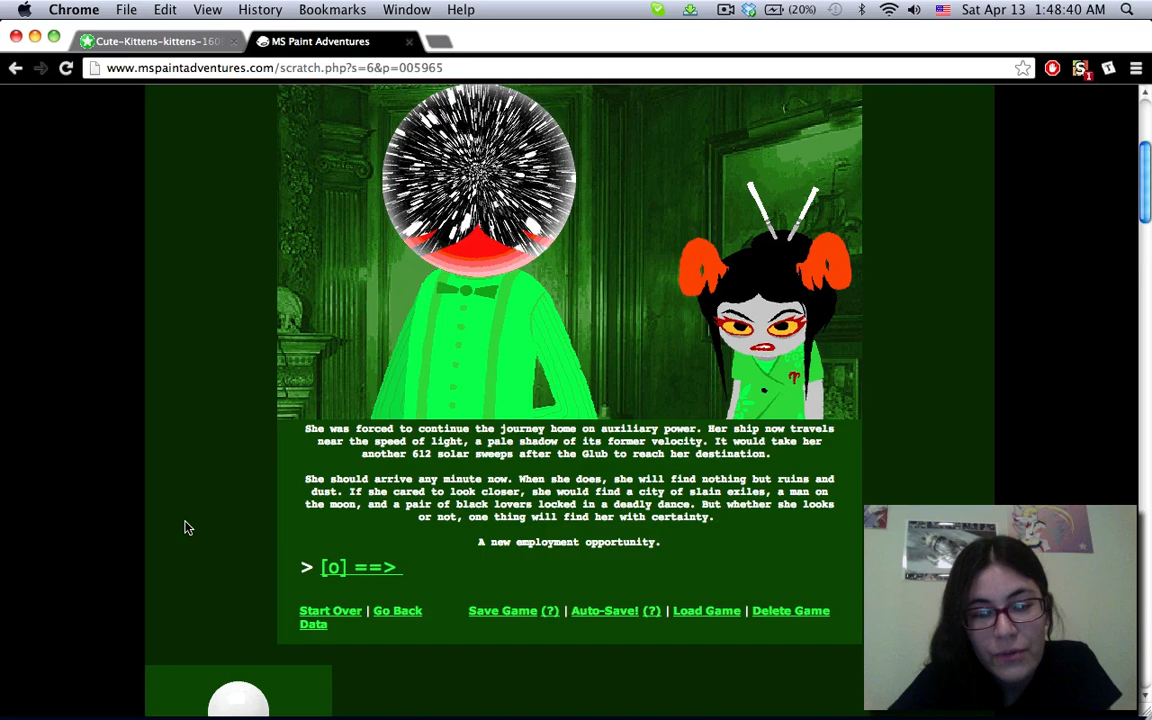 Chrome File Edit View History Bookmarks Window Help (20%) Sat Apr 13 1:48:40 AM
Cute-Kittens-kittens-160 MS Paint Adventures
www.mspaintadventures.com/scratch.php?s=6&p=005965
1
She was forced to continue the journey home on auxiliary power. Her ship now travels
near the speed of light, a pale shadow of its former velocity. It would take her
another 612 solar sweeps after the Glub to reach her destination.
She should arrive any minute now. When she does, she will find nothing but ruins and
dust. If she cared to look closer, she would find a city of slain exiles, a man on
the moon, and a pair of black lovers locked in a deadly dance. But whether she looks
or not, one thing will find her with certainty.
A new employment opportunity.
> [o] ==>
Start Over | Go Back Save Game (?) | Auto-Save! (?) | Load Game | Delete Game
Data